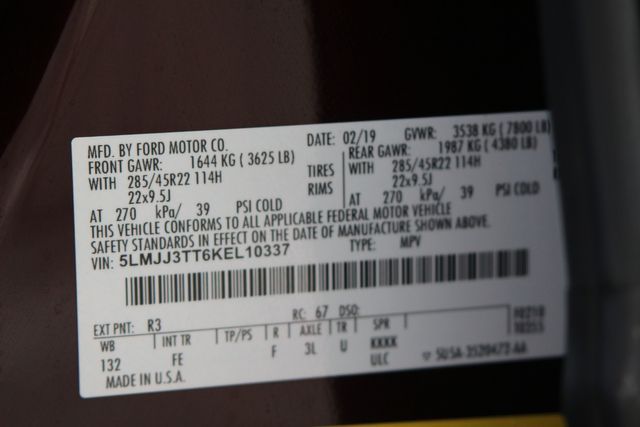 MFD. BY FORD MOTOR CO. DATE: 02/19 GVWR: 3538 KG ( 7800 LB)
FRONT GAWR: 1644 KG ( 3625 LB) REAR GAWR: 1987 KG ( 4380 LB)
WITH 285/45R22 114H TIRES WITH 285/45R22 114H
22x9.5J RIMS 22x9.5J
AT 270 kPa/ 39 PSI COLD AT 270 kPa/ 39 PSI COLD
THIS VEHICLE CONFORMS TO ALL APPLICABLE FEDERAL MOTOR VEHICLE
SAFETY STANDARDS IN EFFECT ON THE DATE OF MANUFACTURE SHOWN ABOVE.
VIN: 5LMJJ3TT6KEL10337 TYPE: MPV
EXT PNT: R3 RC: 67 DSO:
WB INT TR TP/PS R AXLE TR SPR
132 FE F 3L U KKKK
MADE IN U.S.A. ULC